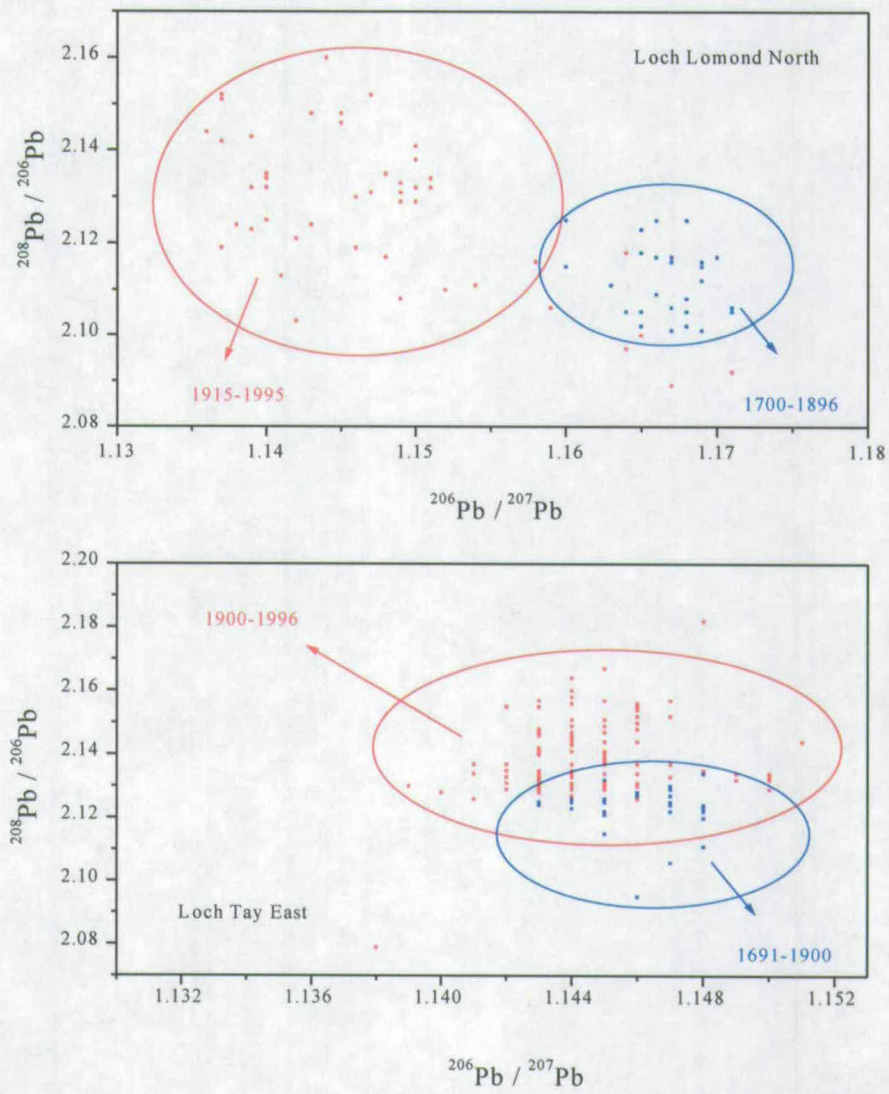 2.16
2.14
2.12
2.10
2.08
²⁰⁸Pb / ²⁰⁶Pb
Loch Lomond North
1915-1995
1700-1896
1.13 1.14 1.15 1.16 1.17 1.18
²⁰⁶Pb / ²⁰⁷Pb
2.20
2.18
2.16
2.14
2.12
2.10
2.08
²⁰⁸Pb / ²⁰⁶Pb
1900-1996
Loch Tay East
1691-1900
1.132 1.136 1.140 1.144 1.148 1.152
²⁰⁶Pb / ²⁰⁷Pb